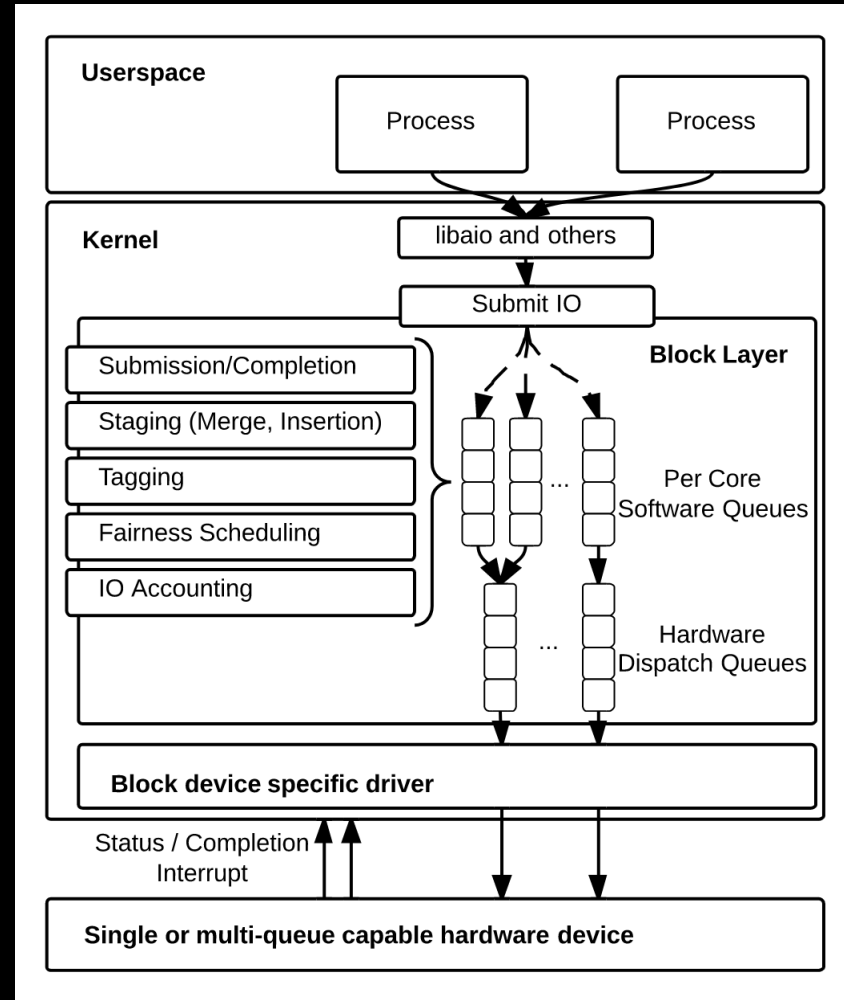 Userspace
Process
Process
Kernel
libaio and others
Submit IO
Block Layer
Submission/Completion
Staging (Merge, Insertion)
Tagging
Fairness Scheduling
IO Accounting
...
Per Core
Software Queues
...
Hardware
Dispatch Queues
Block device specific driver
Status / Completion
Interrupt
Single or multi-queue capable hardware device